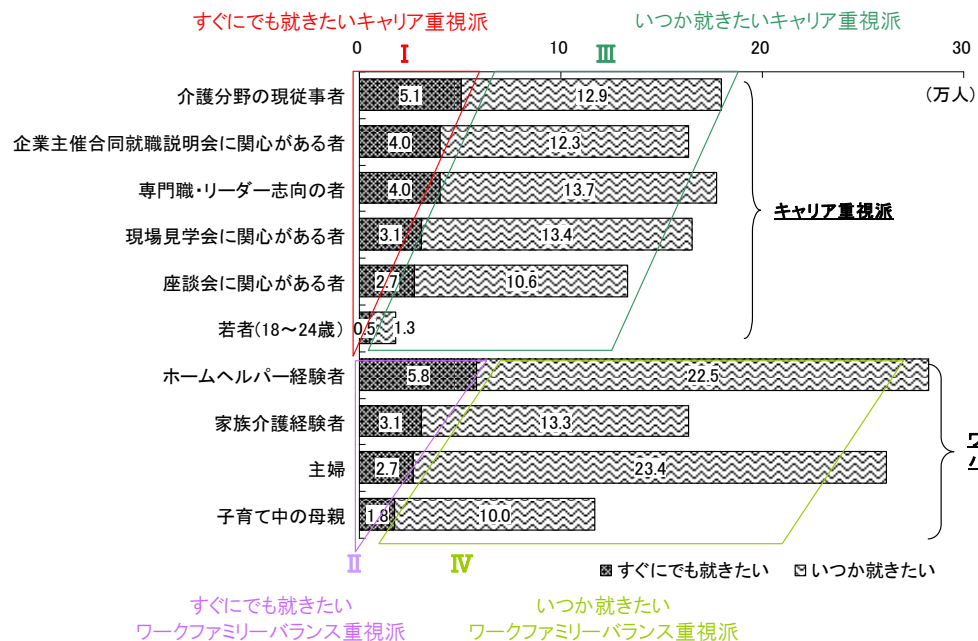 すぐにでも就きたいキャリア重視派
いつか就きたいキャリア重視派
Ⅰ
Ⅲ
0 10 20 30
(万人)
介護分野の現従事者 5.1 12.9
企業主催合同就職説明会に関心がある者 4.0 12.3
専門職・リーダー志向の者 4.0 13.7
現場見学会に関心がある者 3.1 13.4
座談会に関心がある者 2.7 10.6
若者(18～24歳) 0.5 1.3
キャリア重視派
ホームヘルパー経験者 5.8 22.5
家族介護経験者 3.1 13.3
主婦 2.7 23.4
子育て中の母親 1.8 10.0
Ⅱ
Ⅳ
すぐにでも就きたい いつか就きたい
すぐにでも就きたい
ワークファミリーバランス重視派
いつか就きたい
ワークファミリーバランス重視派